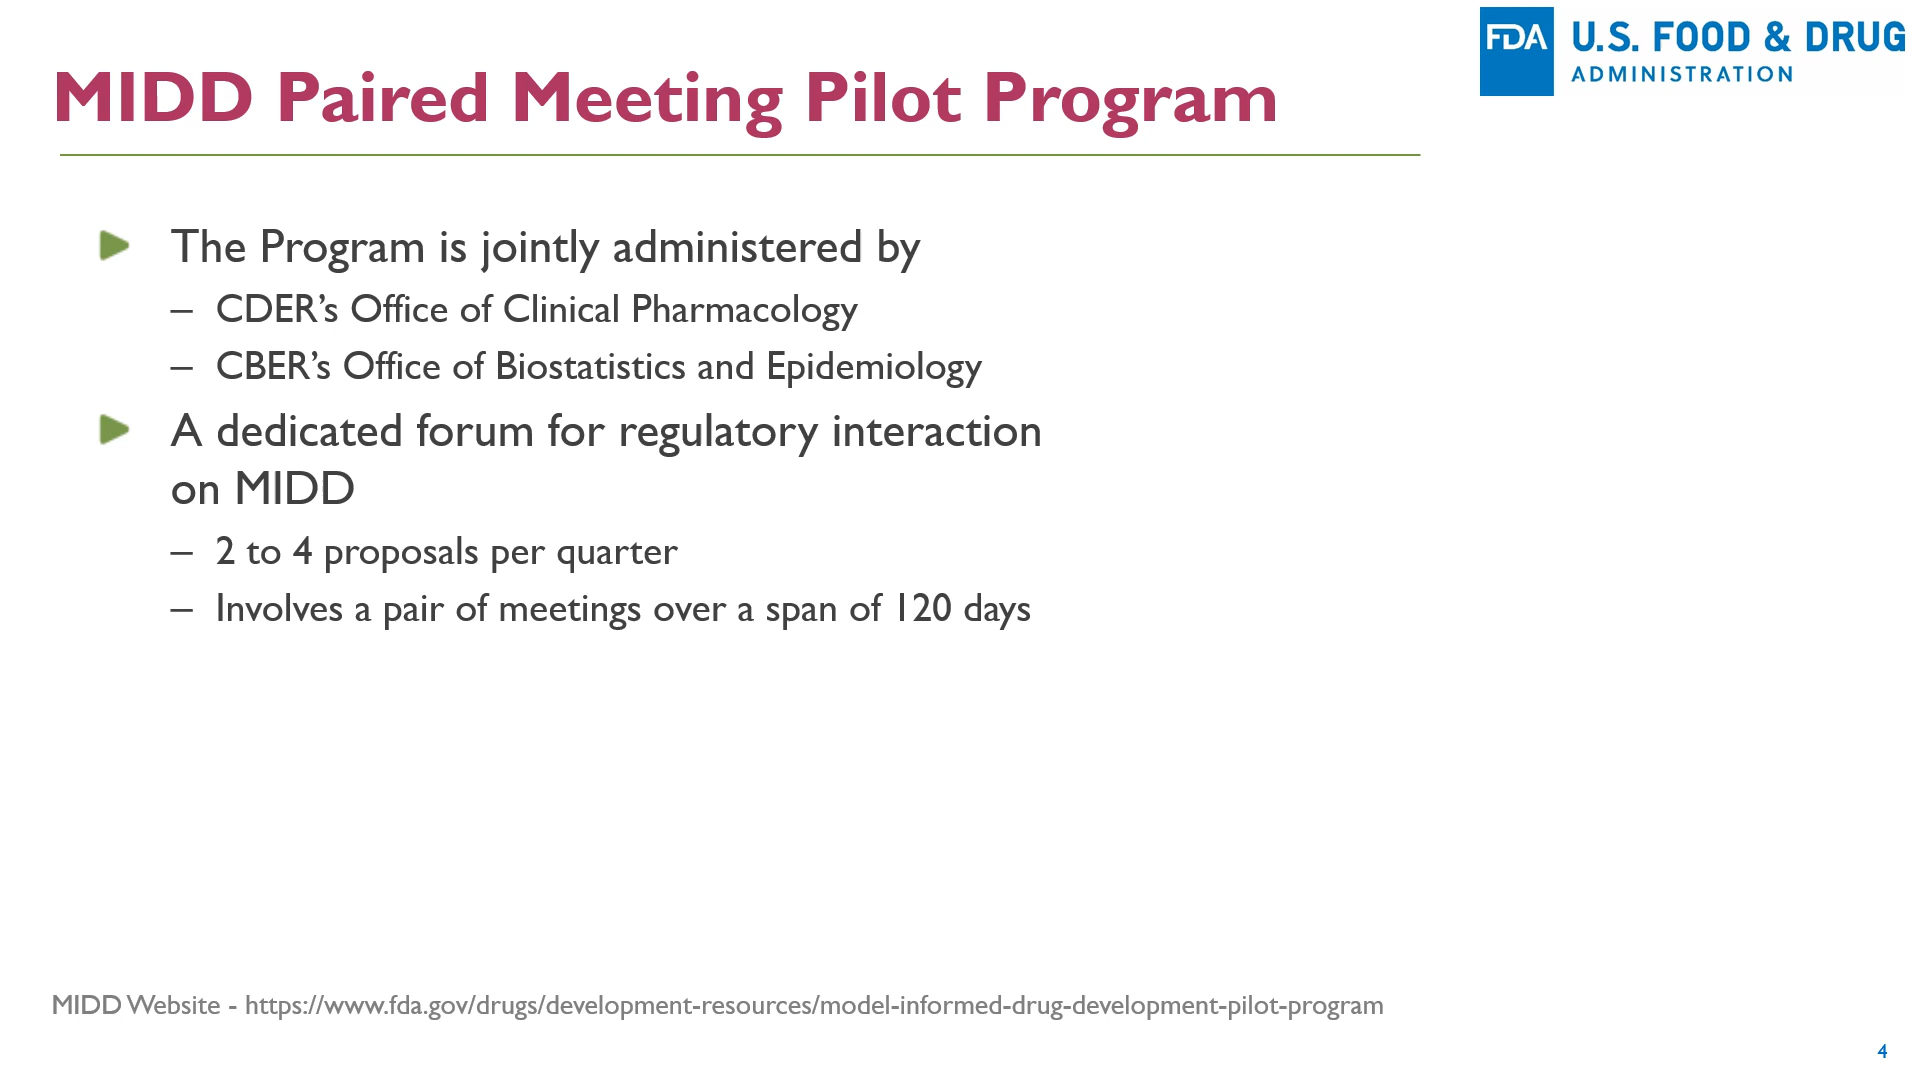 FDA U.S. FOOD & DRUG
ADMINISTRATION
MIDD Paired Meeting Pilot Program
The Program is jointly administered by
– CDER’s Office of Clinical Pharmacology
– CBER’s Office of Biostatistics and Epidemiology
A dedicated forum for regulatory interaction
on MIDD
– 2 to 4 proposals per quarter
– Involves a pair of meetings over a span of 120 days
MIDD Website - https://www.fda.gov/drugs/development-resources/model-informed-drug-development-pilot-program
4